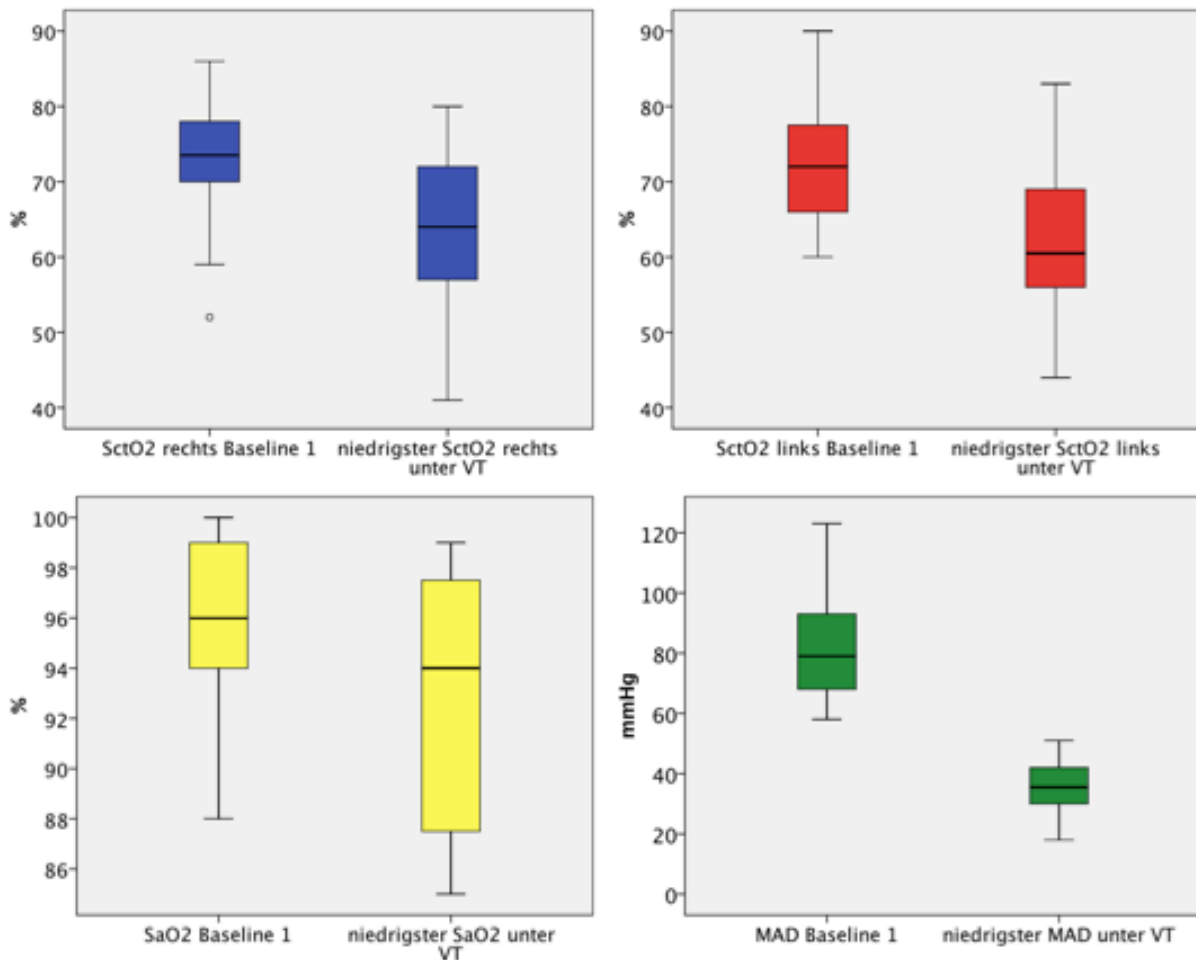 90
80
70
60
50
40
%
SctO2 rechts Baseline 1
niedrigster SctO2 rechts
unter VT
90
80
70
60
50
40
%
SctO2 links Baseline 1
niedrigster SctO2 links
unter VT
100
98
96
94
92
90
88
86
%
SaO2 Baseline 1
niedrigster SaO2 unter
VT
120
100
80
60
40
20
0
mmHg
MAD Baseline 1
niedrigster MAD unter VT